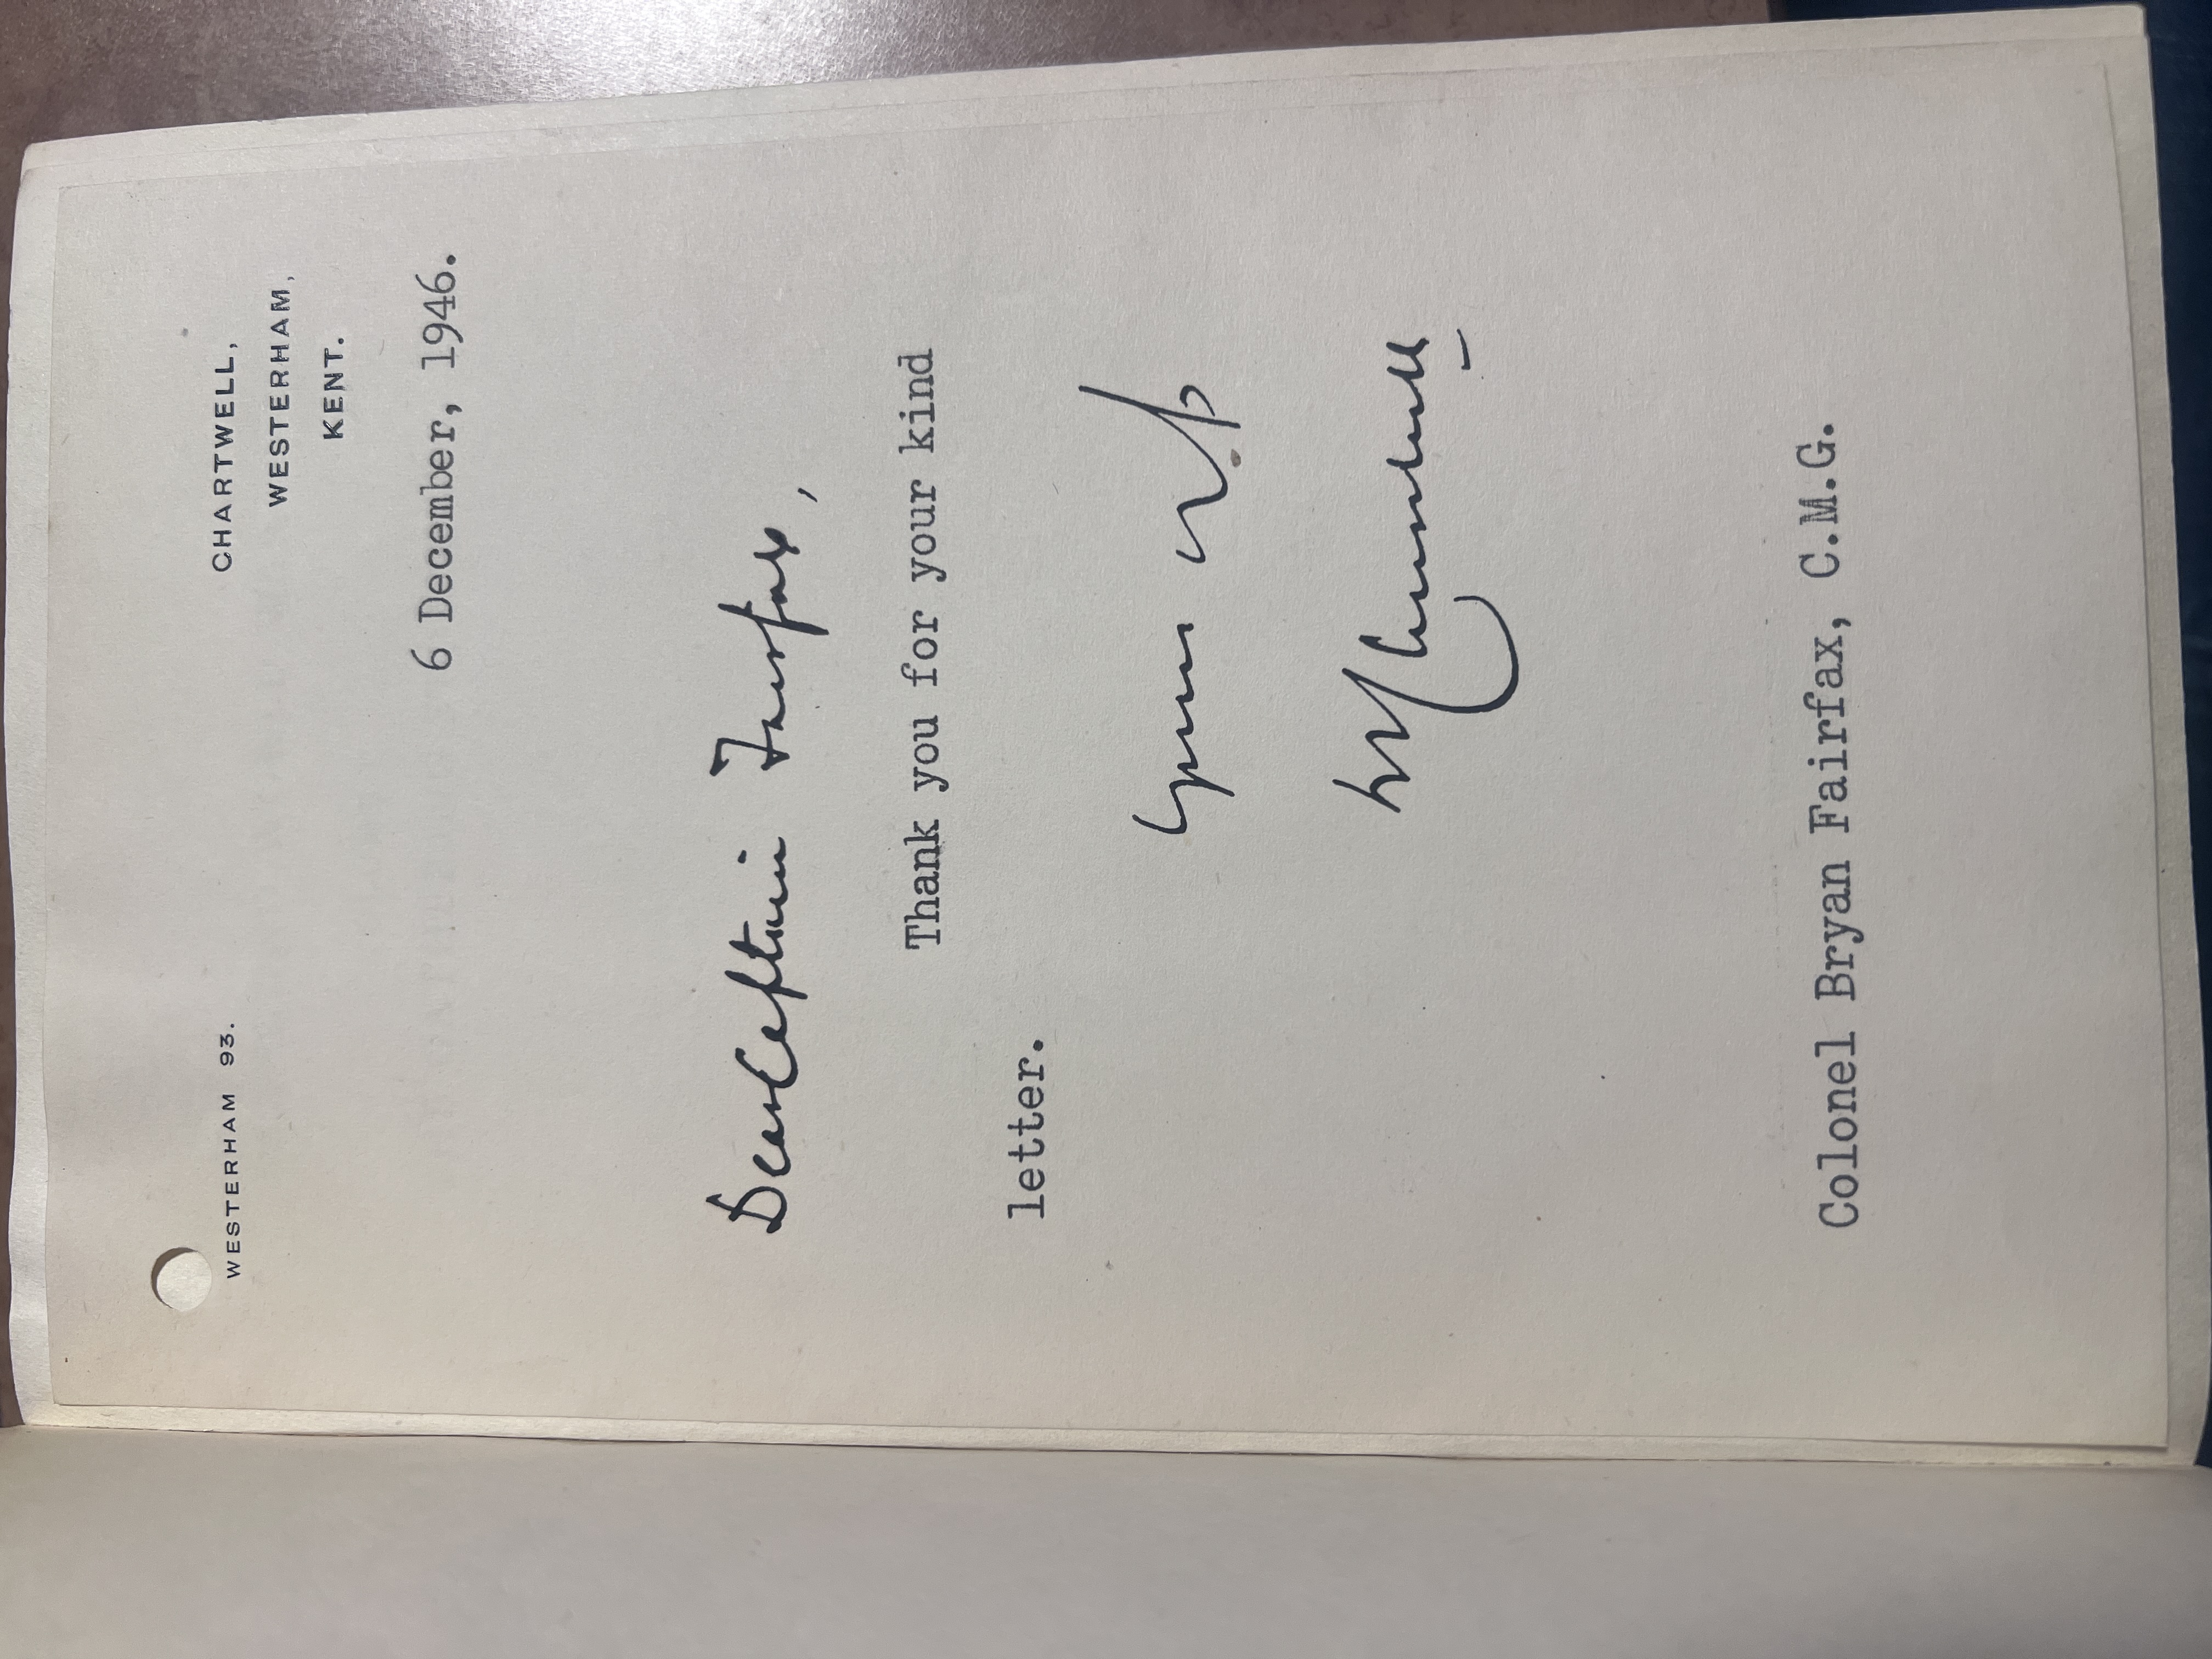 WESTERHAM 93.
CHARTWELL,
WESTERHAM,
KENT.
6 December, 1946.
Dear Captain Fairfax,
Thank you for your kind
letter.
Yours
W Churchill
Colonel Bryan Fairfax, C.M.G.